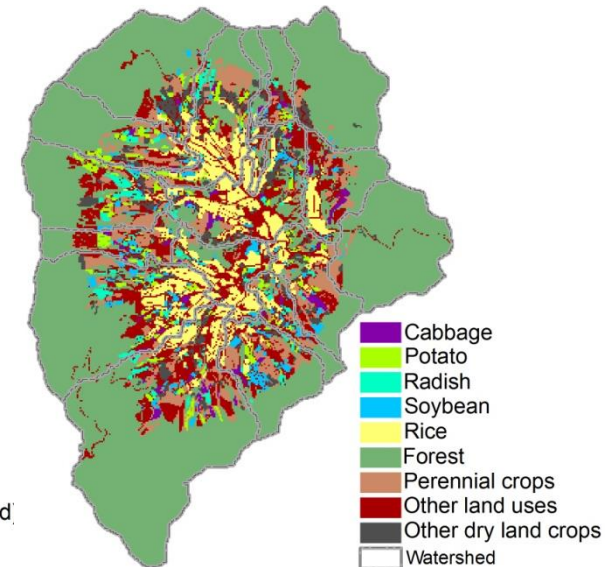 Cabbage
Potato
Radish
Soybean
Rice
Forest
Perennial crops
Other land uses
d
Other dry land crops
Watershed